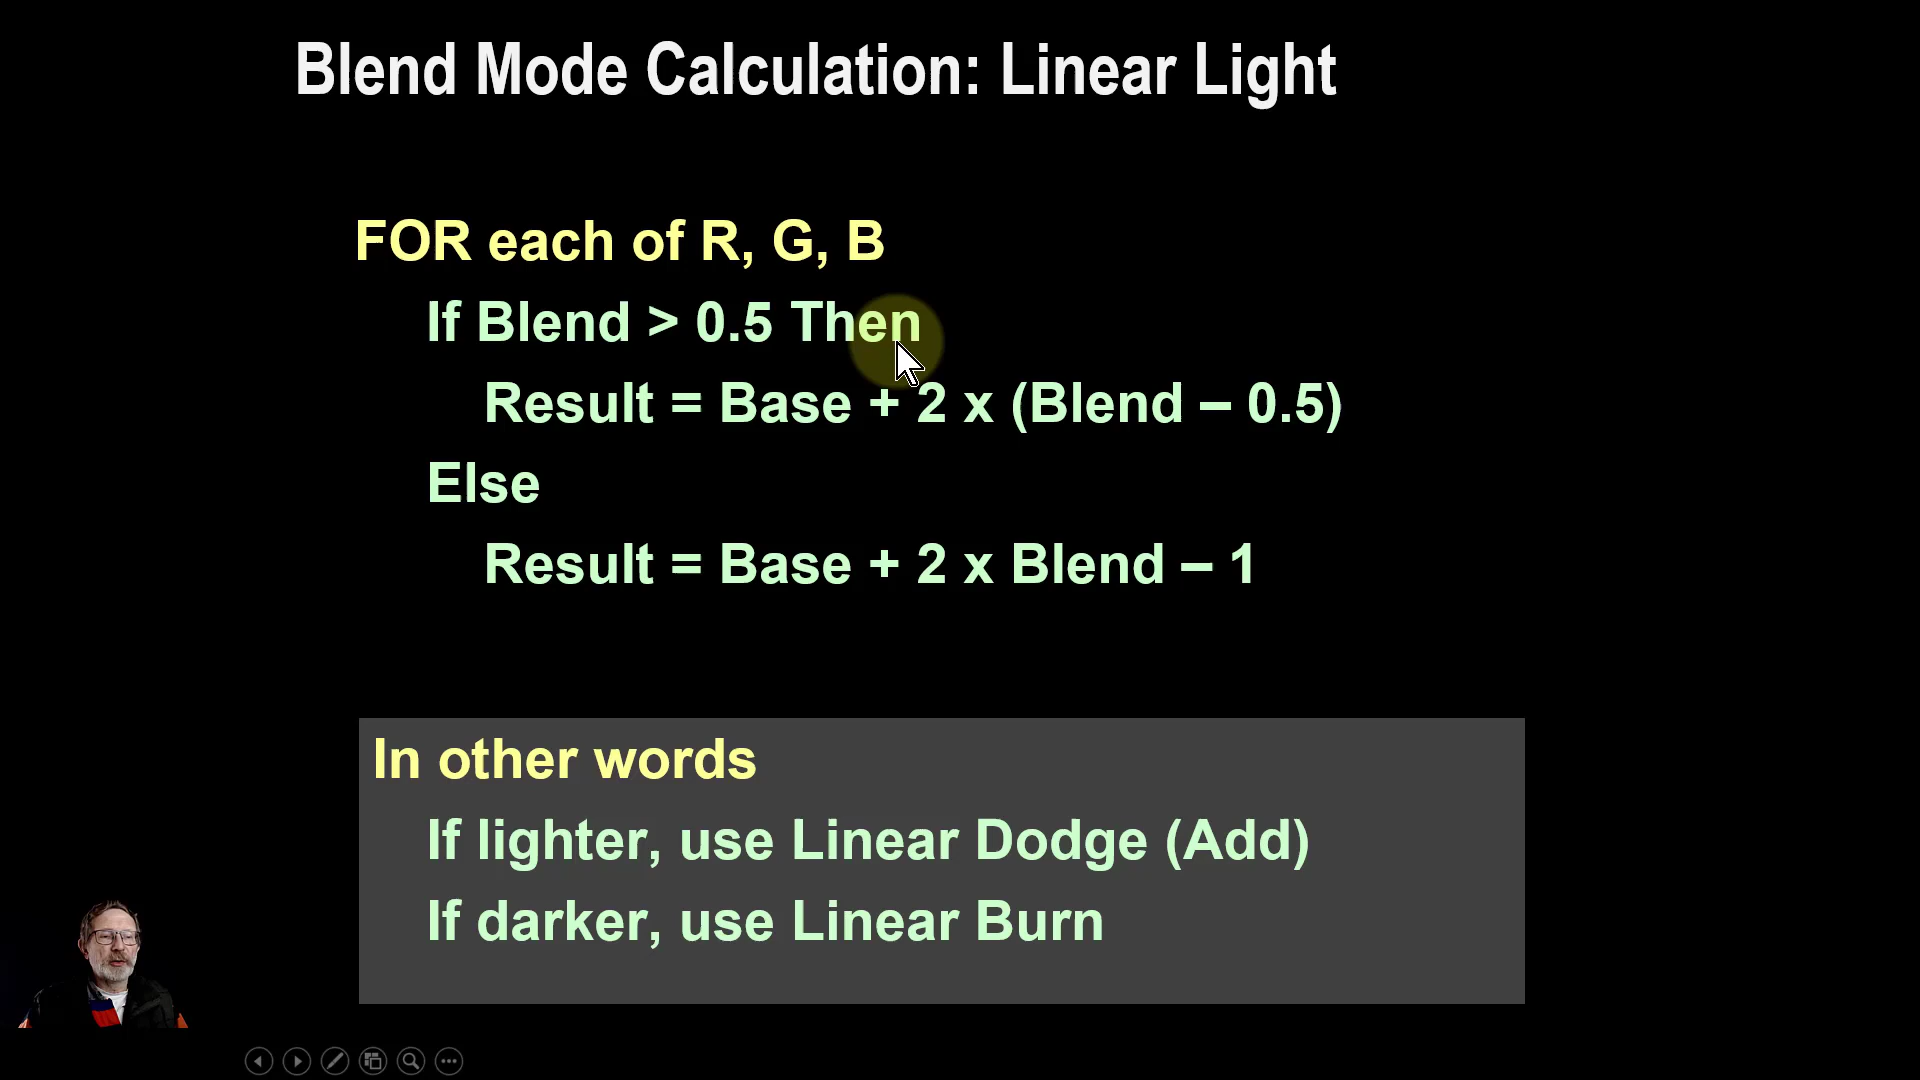 Blend Mode Calculation: Linear Light
FOR each of R, G, B
If Blend > 0.5 Then
Result = Base + 2 x (Blend – 0.5)
Else
Result = Base + 2 x Blend – 1
In other words
If lighter, use Linear Dodge (Add)
If darker, use Linear Burn